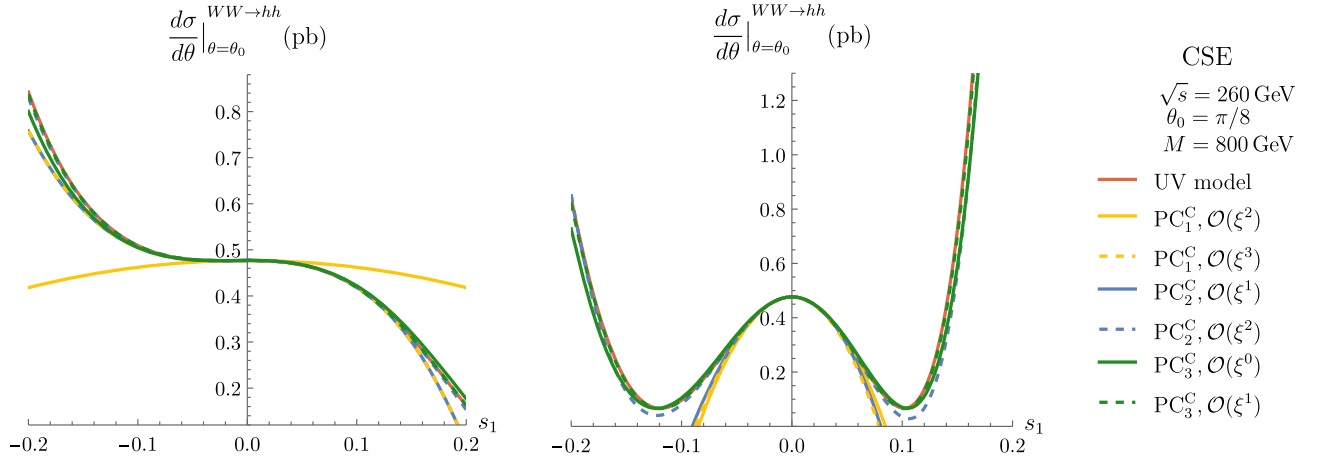 dσ/dθ|θ=θ₀ ^WW→hh (pb)
0.8
0.7
0.6
0.5
0.4
0.3
0.2
−0.2 −0.1 0.0 0.1 0.2
s₁
dσ/dθ|θ=θ₀ ^WW→hh (pb)
1.2
1.0
0.8
0.6
0.4
0.2
−0.2 −0.1 0.0 0.1 0.2
s₁
CSE
√s = 260 GeV
θ₀ = π/8
M = 800 GeV
UV model
PC₁ᶜ, 𝒪(ξ²)
PC₁ᶜ, 𝒪(ξ³)
PC₂ᶜ, 𝒪(ξ¹)
PC₂ᶜ, 𝒪(ξ²)
PC₃ᶜ, 𝒪(ξ⁰)
PC₃ᶜ, 𝒪(ξ¹)